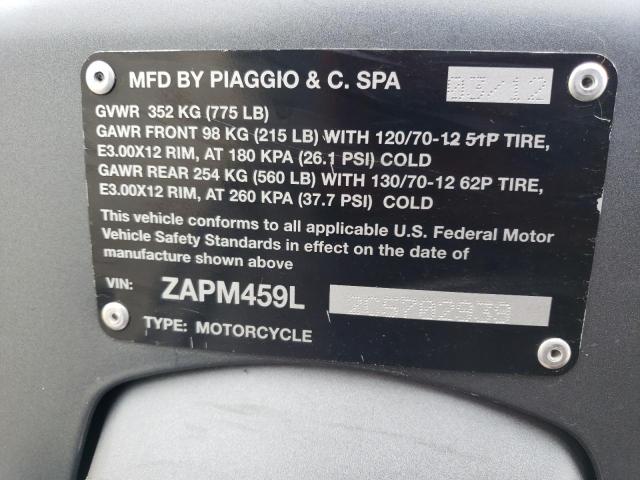 MFD BY PIAGGIO & C. SPA 03/12
GVWR 352 KG (775 LB)
GAWR FRONT 98 KG (215 LB) WITH 120/70-12 51P TIRE,
E3.00X12 RIM, AT 180 KPA (26.1 PSI) COLD
GAWR REAR 254 KG (560 LB) WITH 130/70-12 62P TIRE,
E3.00X12 RIM, AT 260 KPA (37.7 PSI) COLD
This vehicle conforms to all applicable U.S. Federal Motor
Vehicle Safety Standards in effect on the date of
manufacture shown above
VIN: ZAPM459L
TYPE: MOTORCYCLE